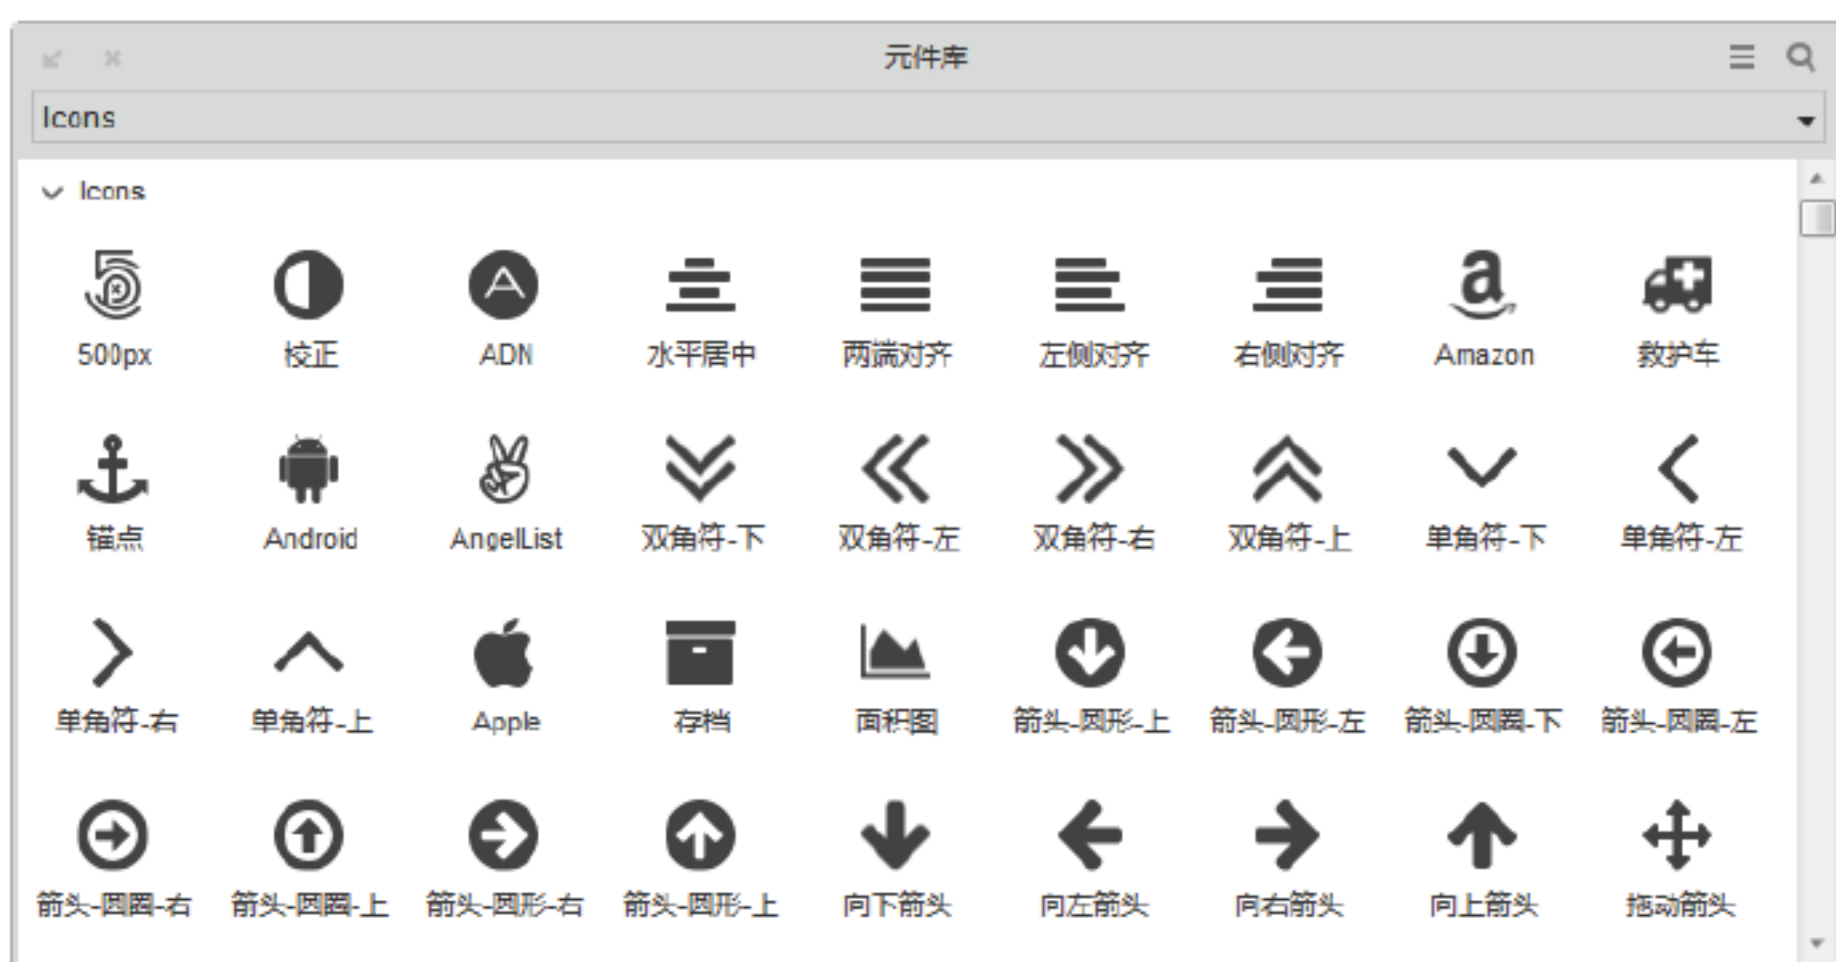 元件库
Icons
Icons
500px 校正 ADN 水平居中 两端对齐 左侧对齐 右侧对齐 Amazon 救护车
锚点 Android AngelList 双角符-下 双角符-左 双角符-右 双角符-上 单角符-下 单角符-左
单角符-右 单角符-上 Apple 存档 面积图 箭头-圆形-上 箭头-圆形-左 箭头-圆圈-下 箭头-圆圈-左
箭头-圆圈-右 箭头-圆圈-上 箭头-圆形-右 箭头-圆形-上 向下箭头 向左箭头 向右箭头 向上箭头 拖动箭头